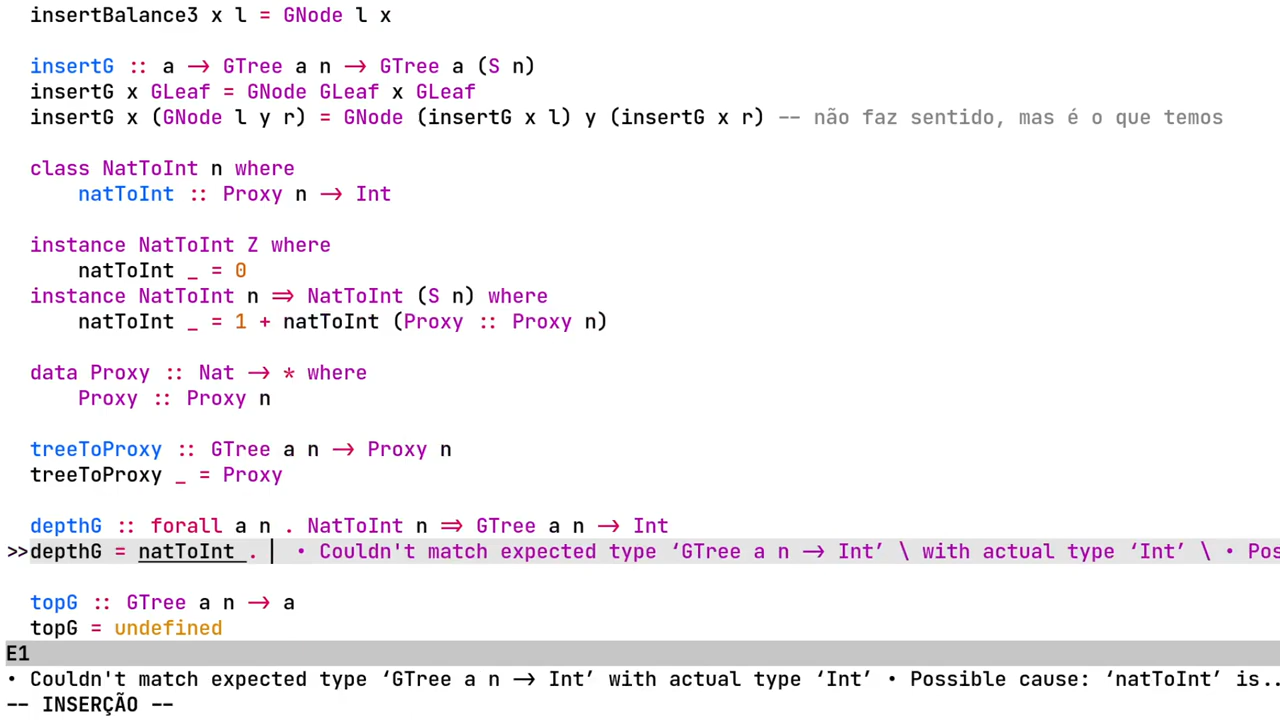 insertBalance3 x l = GNode l x
insertG :: a -> GTree a n -> GTree a (S n)
insertG x GLeaf = GNode GLeaf x GLeaf
insertG x (GNode l y r) = GNode (insertG x l) y (insertG x r) -- não faz sentido, mas é o que temos
class NatToInt n where
natToInt :: Proxy n -> Int
instance NatToInt Z where
natToInt _ = 0
instance NatToInt n => NatToInt (S n) where
natToInt _ = 1 + natToInt (Proxy :: Proxy n)
data Proxy :: Nat -> * where
Proxy :: Proxy n
treeToProxy :: GTree a n -> Proxy n
treeToProxy _ = Proxy
depthG :: forall a n . NatToInt n => GTree a n -> Int
>>depthG = natToInt . • Couldn't match expected type ‘GTree a n -> Int’ \ with actual type ‘Int’ \ • Pos
topG :: GTree a n -> a
topG = undefined
E1
• Couldn't match expected type ‘GTree a n -> Int’ with actual type ‘Int’ • Possible cause: ‘natToInt’ is...
-- INSERÇÃO --